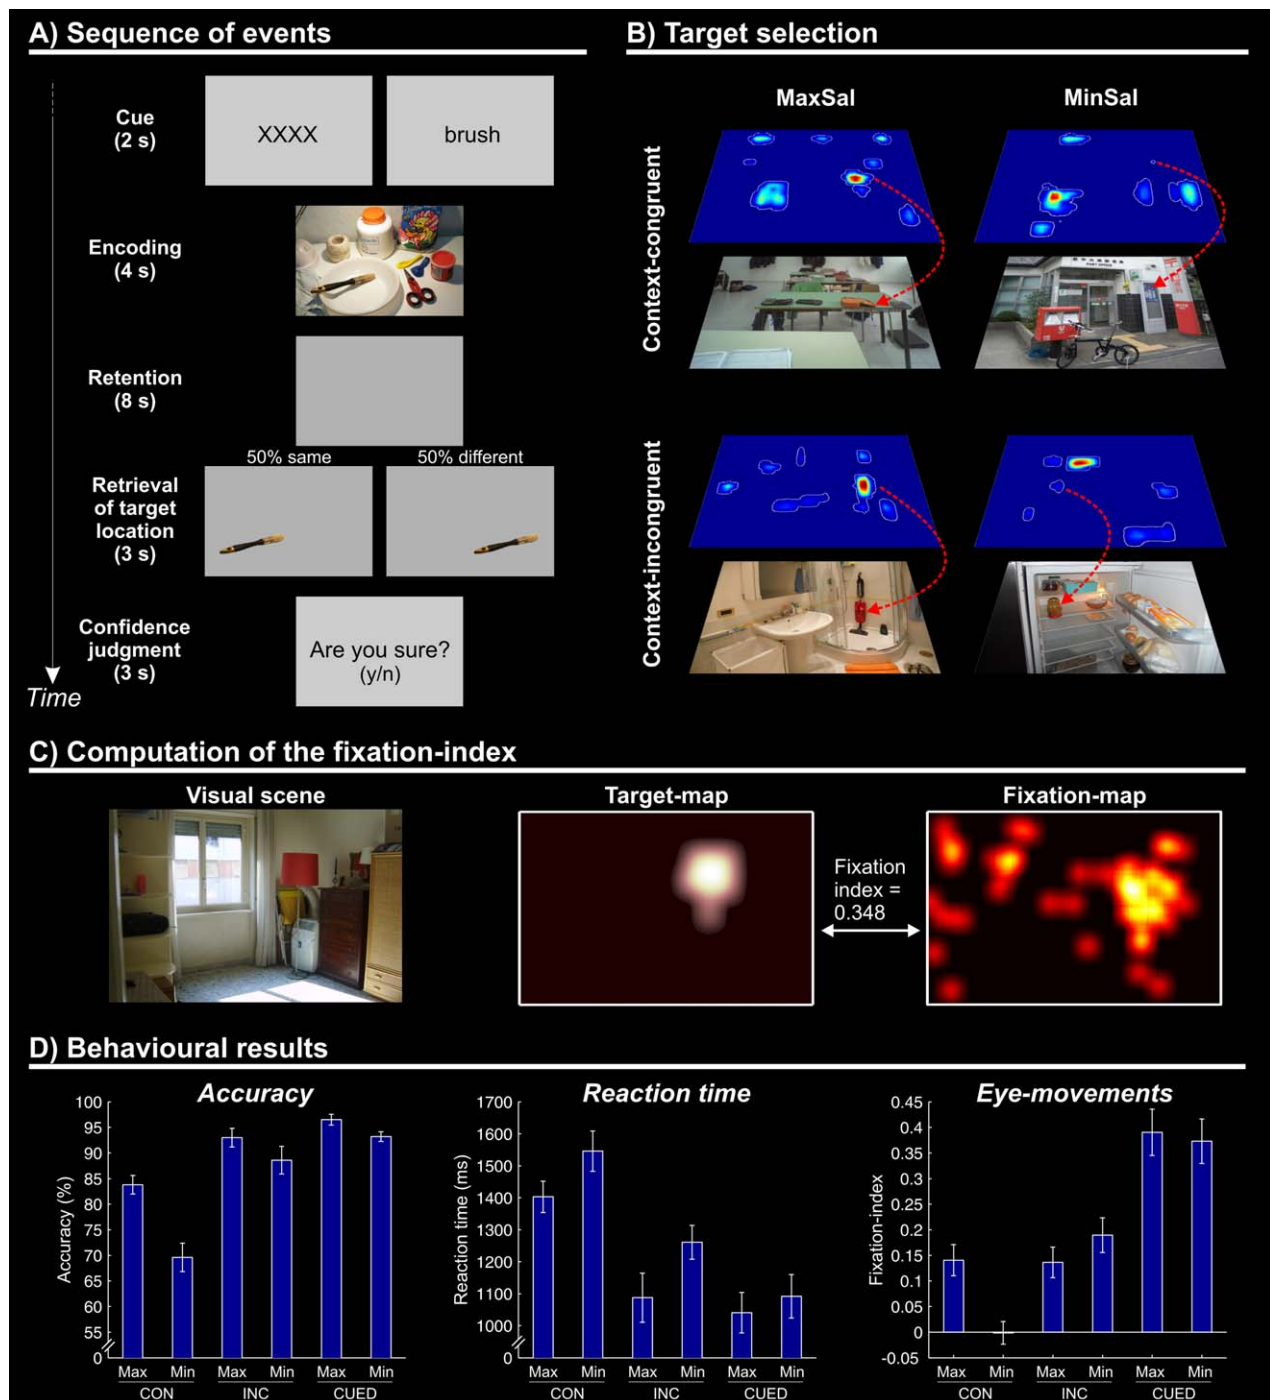 A) Sequence of events
Cue
(2 s)
XXXX
brush
Encoding
(4 s)
Retention
(8 s)
50% same
50% different
Retrieval
of target
location
(3 s)
Confidence
judgment
(3 s)
Are you sure?
(y/n)
Time
B) Target selection
MaxSal
MinSal
Context-congruent
Context-incongruent
C) Computation of the fixation-index
Visual scene
Target-map
Fixation-map
Fixation
index =
0.348
D) Behavioural results
Accuracy
Accuracy (%)
100
95
90
85
80
75
70
65
60
55
0
Max Min Max Min Max Min
CON INC CUED
Reaction time
Reaction time (ms)
1700
1600
1500
1400
1300
1200
1100
1000
0
Max Min Max Min Max Min
CON INC CUED
Eye-movements
Fixation-index
0.45
0.4
0.35
0.3
0.25
0.2
0.15
0.1
0.05
0
-0.05
Max Min Max Min Max Min
CON INC CUED